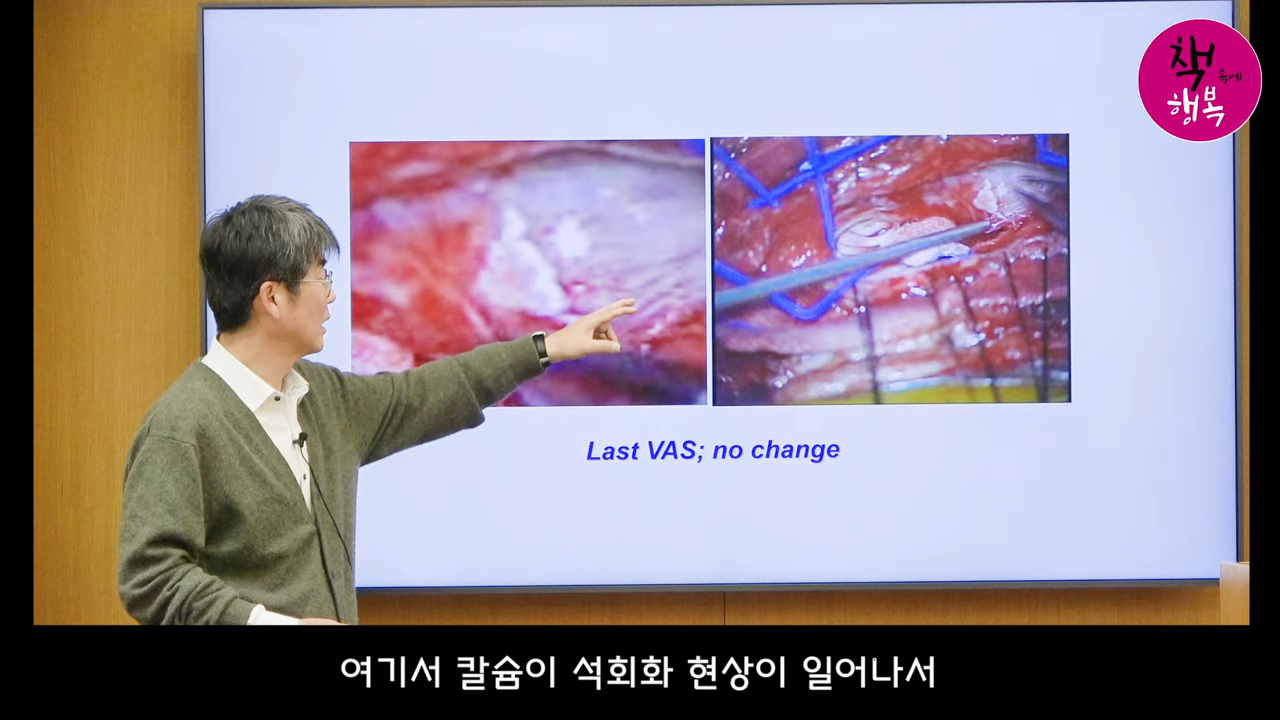 책
속에
행복
Last VAS; no change
여기서 칼슘이 석회화 현상이 일어나서